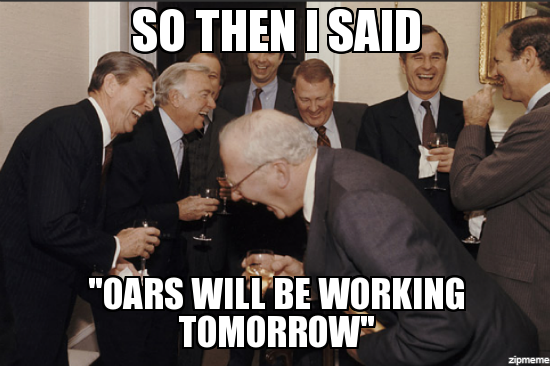 SO THEN I SAID
"OARS WILL BE WORKING
TOMORROW"
zipmeme